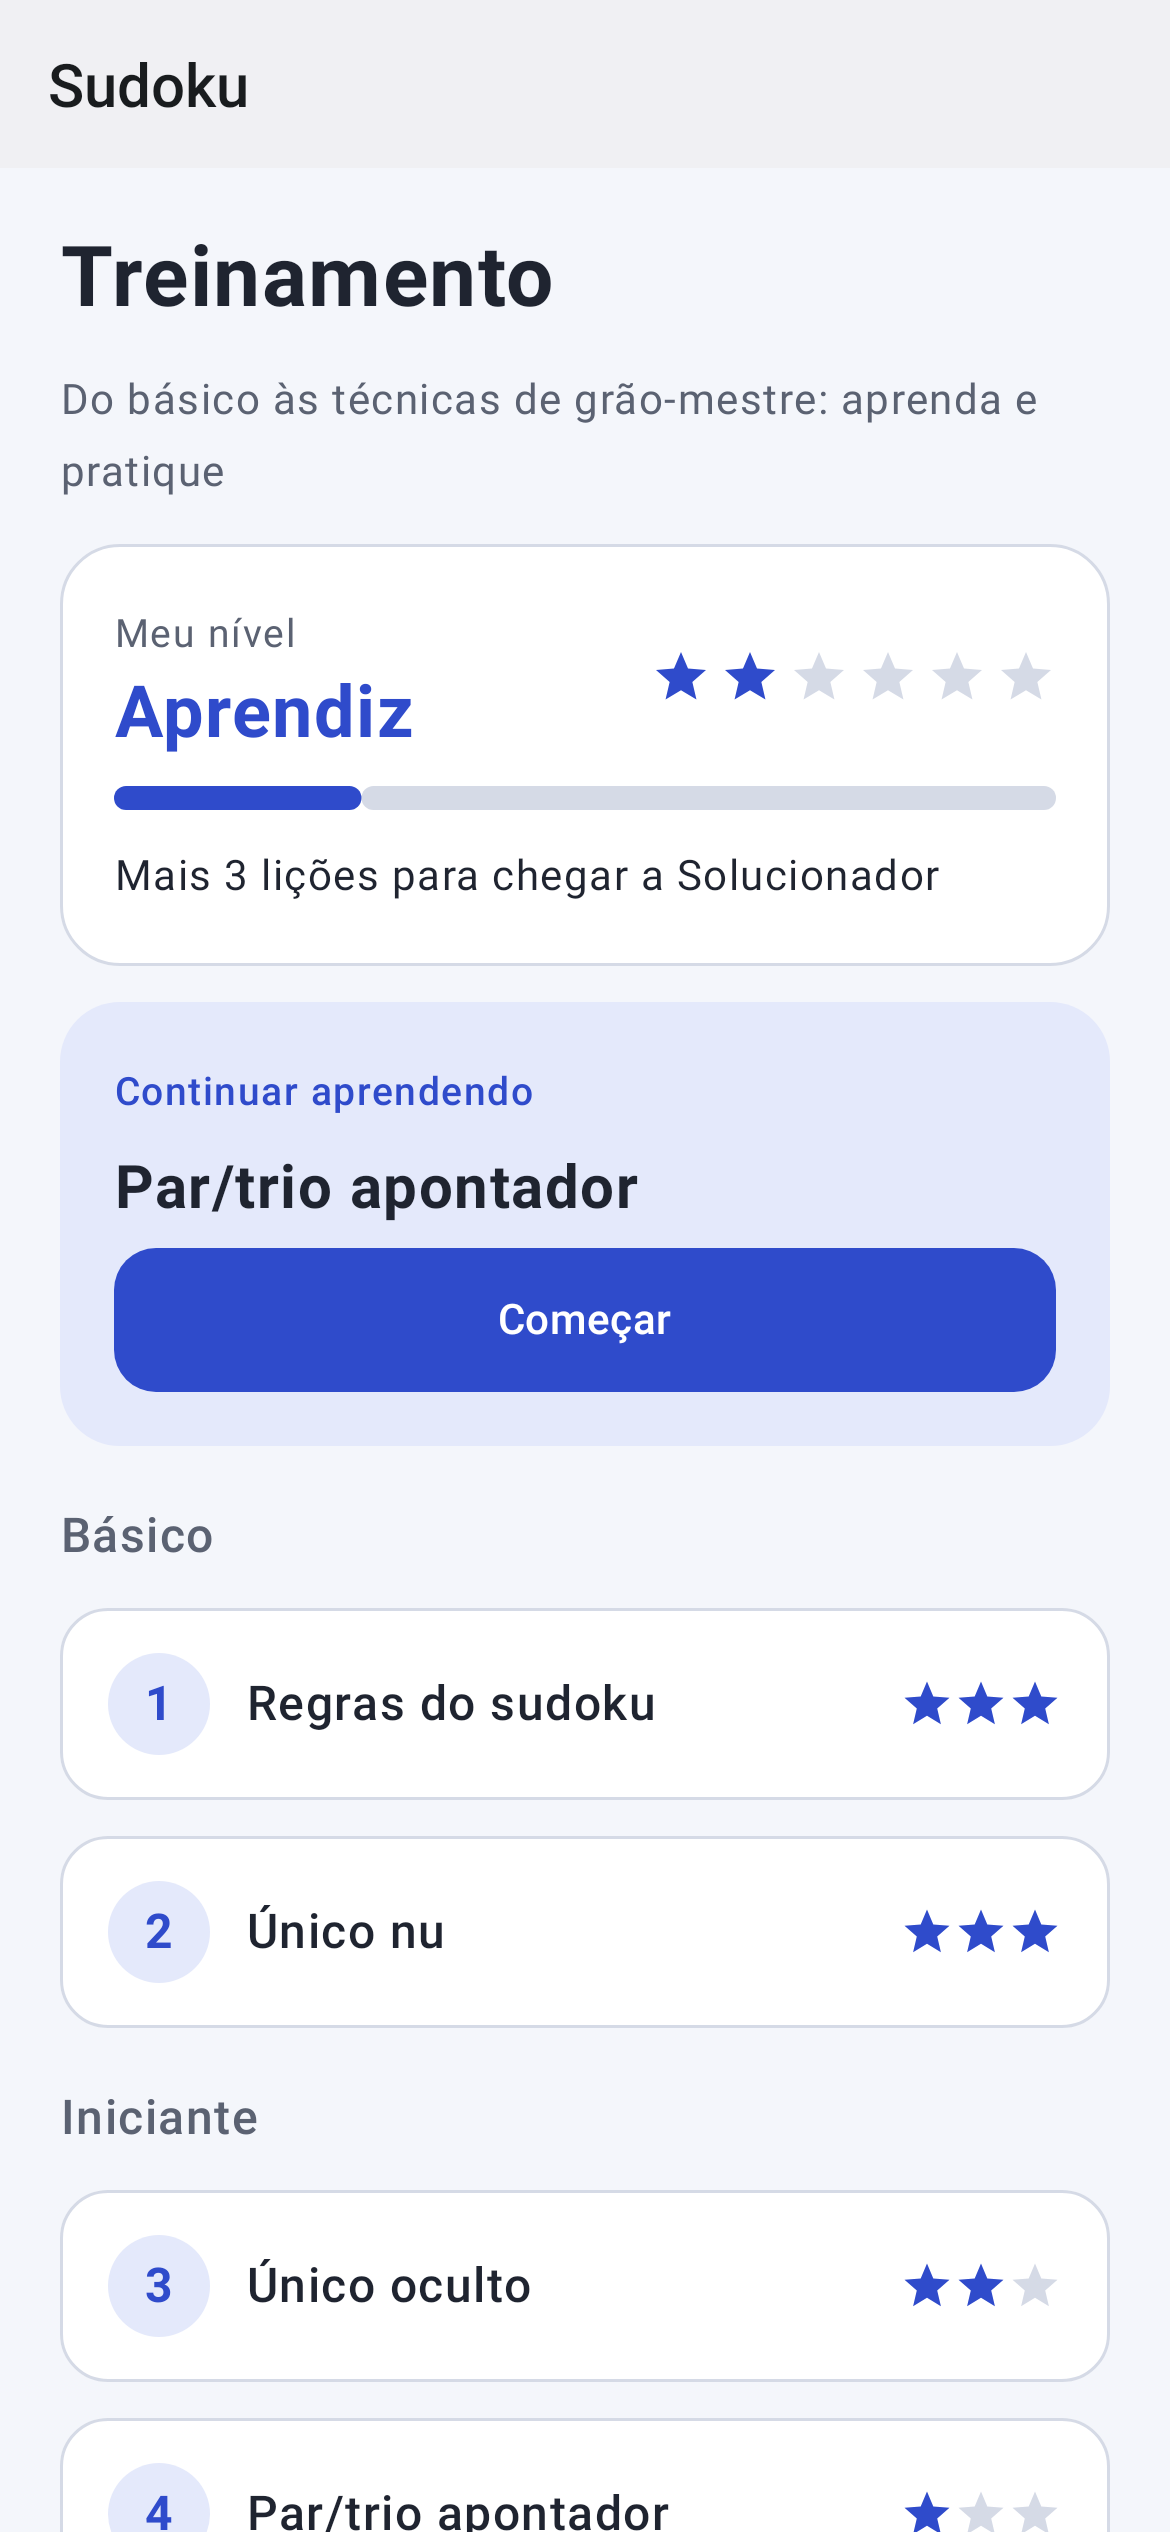 Sudoku
Treinamento
Do básico às técnicas de grão-mestre: aprenda e
pratique
Meu nível
Aprendiz
Mais 3 lições para chegar a Solucionador
Continuar aprendendo
Par/trio apontador
Começar
Básico
1 Regras do sudoku
2 Único nu
Iniciante
3 Único oculto
4 Par/trio apontador